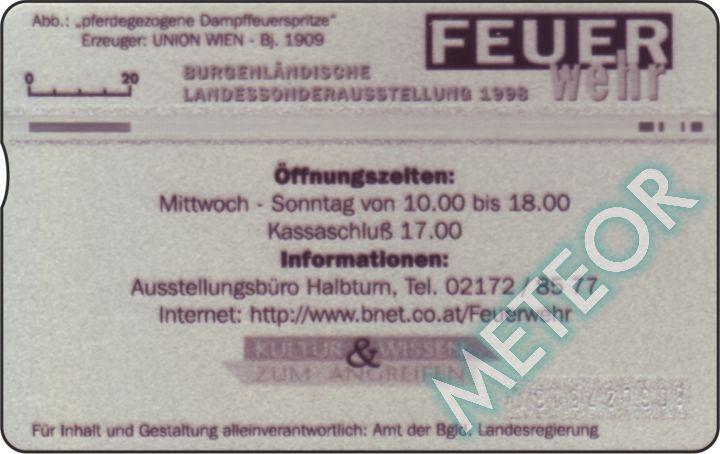 Abb.: „pferdegezogene Dampffeuerspritze"
Erzeuger: UNION WIEN - Bj. 1909
FEUER
wehr
0 20
BURGENLÄNDISCHE
LANDESSONDERAUSSTELLUNG 1998
Öffnungszeiten:
Mittwoch - Sonntag von 10.00 bis 18.00
Kassaschluß 17.00
Informationen:
Ausstellungsbüro Halbturn, Tel. 02172 / 85 77
Internet: http://www.bnet.co.at/Feuerwehr
KULTUR & WISSEN
ZUM ANGREIFEN
METEOR
Für Inhalt und Gestaltung alleinverantwortlich: Amt der Bgld. Landesregierung